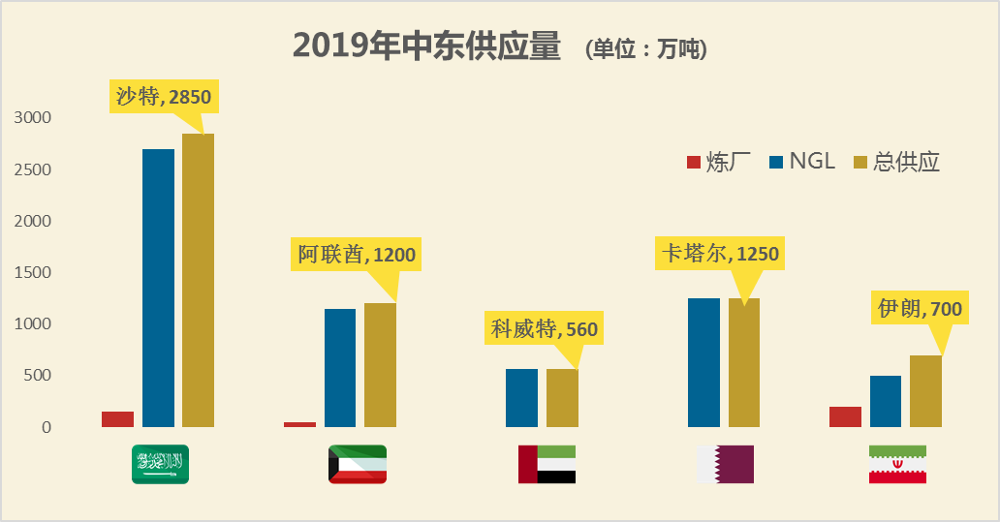 2019年中东供应量 (单位：万吨)
沙特, 2850
3000
炼厂 NGL 总供应
2500
2000
阿联酋, 1200
卡塔尔, 1250
1500
科威特, 560
伊朗, 700
1000
500
0